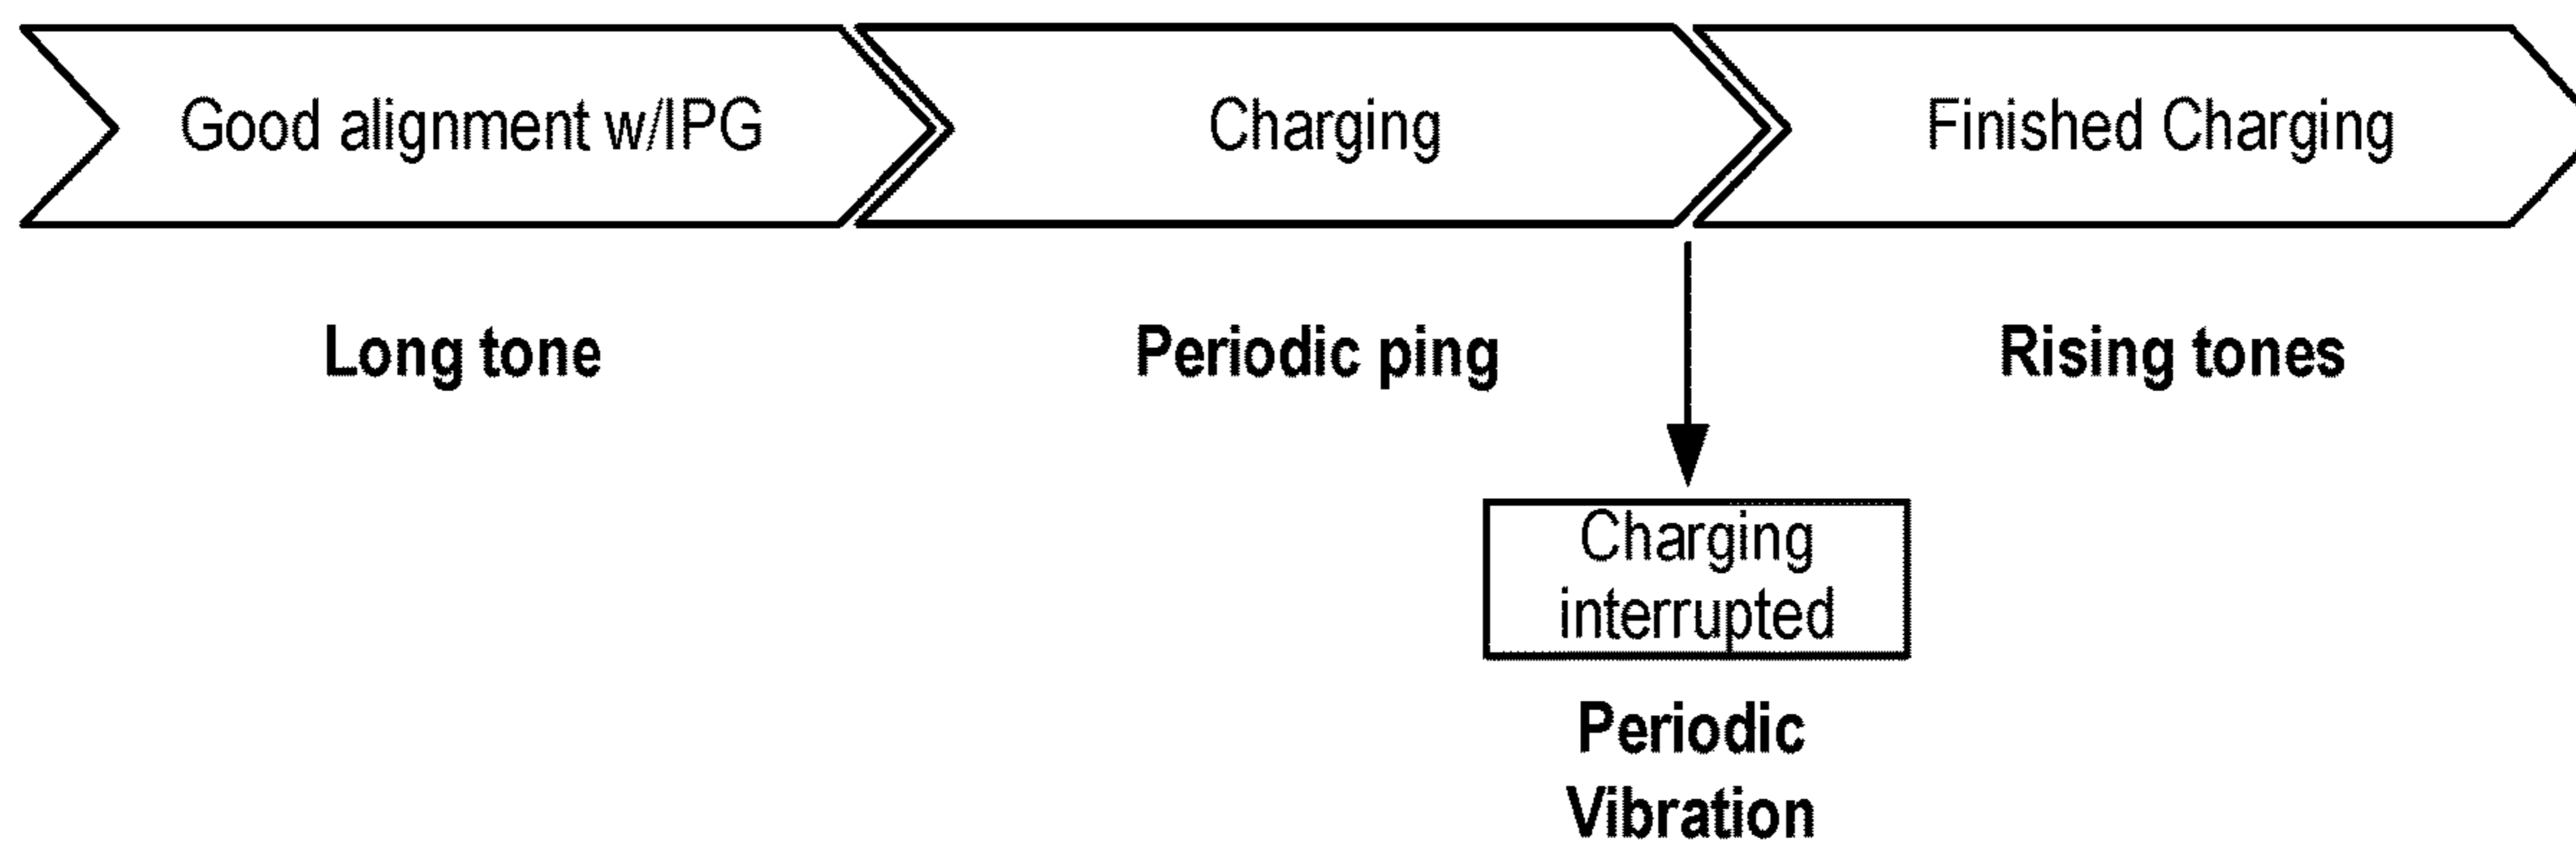 Good alignment w/IPG
Charging
Finished Charging
Long tone
Periodic ping
Rising tones
Charging
interrupted
Periodic
Vibration